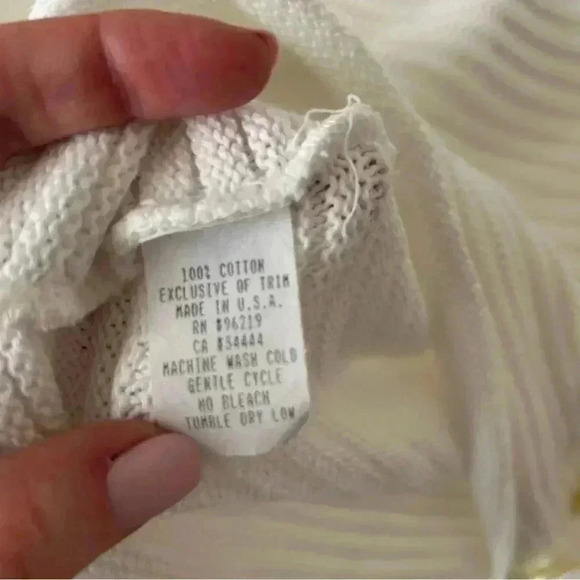 100% COTTON
EXCLUSIVE OF TRIM
MADE IN U.S.A.
RN #96219
CA #34444
MACHINE WASH COLD
GENTLE CYCLE
NO BLEACH
TUMBLE DRY LOW